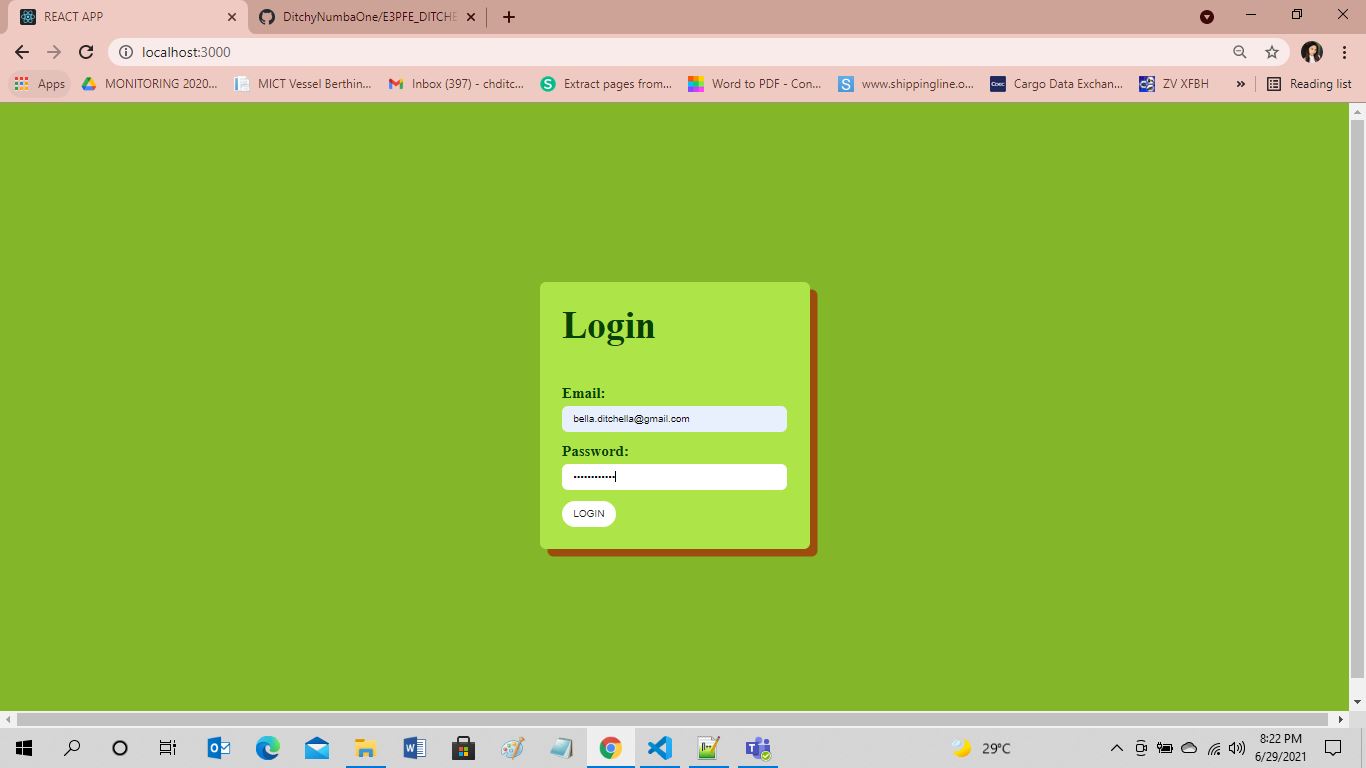 REACT APP
DitchyNumbaOne/E3PFE_DITCHE
localhost:3000
Apps
MONITORING 2020...
MICT Vessel Berthin...
Inbox (397) - chditc...
Extract pages from...
Word to PDF - Con...
www.shippingline.o...
Cargo Data Exchan...
ZV XFBH
»
Reading list
Login
Email:
bella.ditchella@gmail.com
Password:
••••••••••••
LOGIN
29°C
8:22 PM
6/29/2021